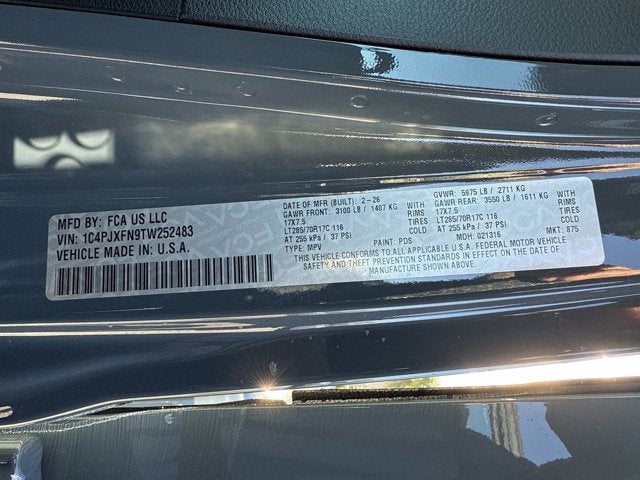 MFD BY: FCA US LLC
VIN: 1C4PJXFN9TW252483
VEHICLE MADE IN U.S.A.
DATE OF MFR (BUILT): 2-26 GVWR: 5975 LB / 2711 KG
GAWR FRONT: 3100 LB / 1407 KG WITH GAWR REAR: 3550 LB / 1611 KG WITH
17X7.5 RIMS 17X7.5 RIMS
LT285/70R17C 116 TIRES LT285/70R17C 116 TIRES
AT 255 kPa / 37 PSI COLD AT 255 kPa / 37 PSI COLD
TYPE: MPV PAINT: PDS MDH: 021316 MKT: 875
THIS VEHICLE CONFORMS TO ALL APPLICABLE U.S.A. FEDERAL MOTOR VEHICLE
SAFETY AND THEFT PREVENTION STANDARDS IN EFFECT ON THE DATE OF
MANUFACTURE SHOWN ABOVE.